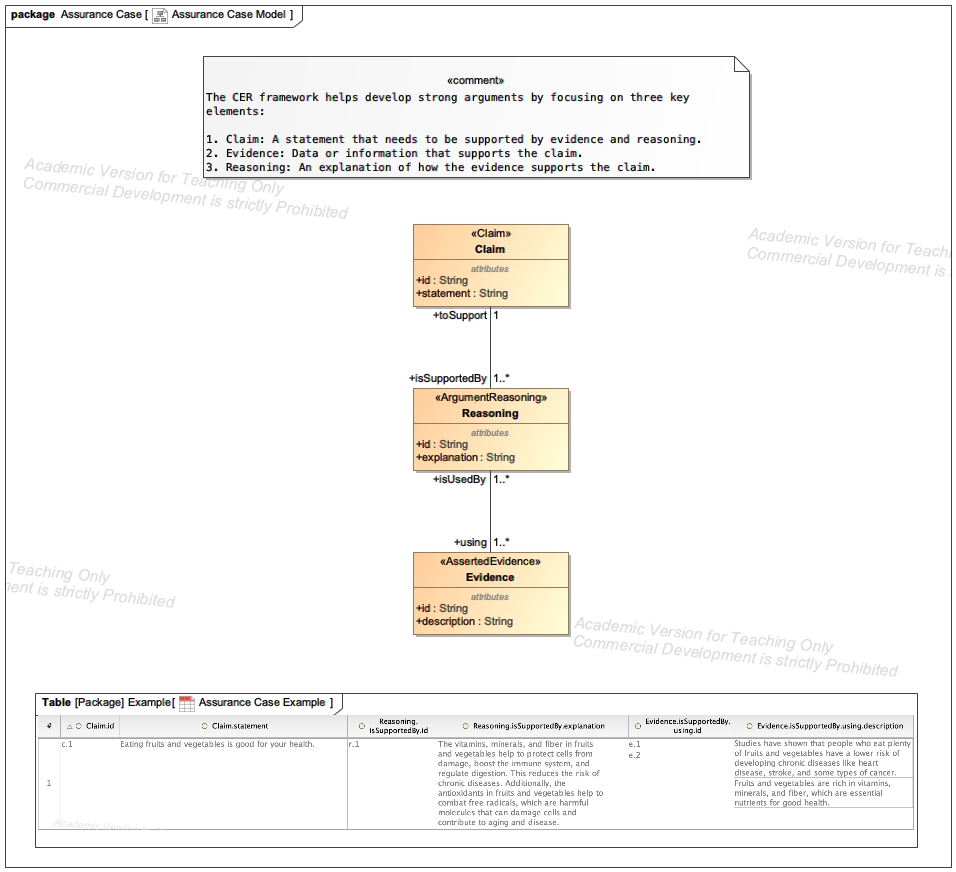 package Assurance Case [ Assurance Case Model ]
«comment»
The CER framework helps develop strong arguments by focusing on three key
elements:
1. Claim: A statement that needs to be supported by evidence and reasoning.
2. Evidence: Data or information that supports the claim.
3. Reasoning: An explanation of how the evidence supports the claim.
Academic Version for Teaching Only
Commercial Development is strictly Prohibited
«Claim»
Claim
attributes
+id : String
+statement : String
Academic Version for Teach
Commercial Development is
+toSupport 1
+isSupportedBy 1..*
«ArgumentReasoning»
Reasoning
attributes
+id : String
+explanation : String
+isUsedBy 1..*
+using 1..*
«AssertedEvidence»
Evidence
attributes
+id : String
+description : String
Teaching Only
ment is strictly Prohibited
Academic Version for Teaching Only
Commercial Development is strictly Prohibited
Table [Package] Example[ Assurance Case Example ]
# Claim.id Claim.statement Reasoning. isSupportedBy.id Reasoning.isSupportedBy.explanation Evidence.isSupportedBy. using.id Evidence.isSupportedBy.using.description
1
c.1
Eating fruits and vegetables is good for your health.
r.1
The vitamins, minerals, and fiber in fruits
and vegetables help to protect cells from
damage, boost the immune system, and
regulate digestion. This reduces the risk of
chronic diseases. Additionally, the
antioxidants in fruits and vegetables help to
combat free radicals, which are harmful
molecules that can damage cells and
contribute to aging and disease.
e.1
e.2
Studies have shown that people who eat plenty
of fruits and vegetables have a lower risk of
developing chronic diseases like heart
disease, stroke, and some types of cancer.
Fruits and vegetables are rich in vitamins,
minerals, and fiber, which are essential
nutrients for good health.
Academic